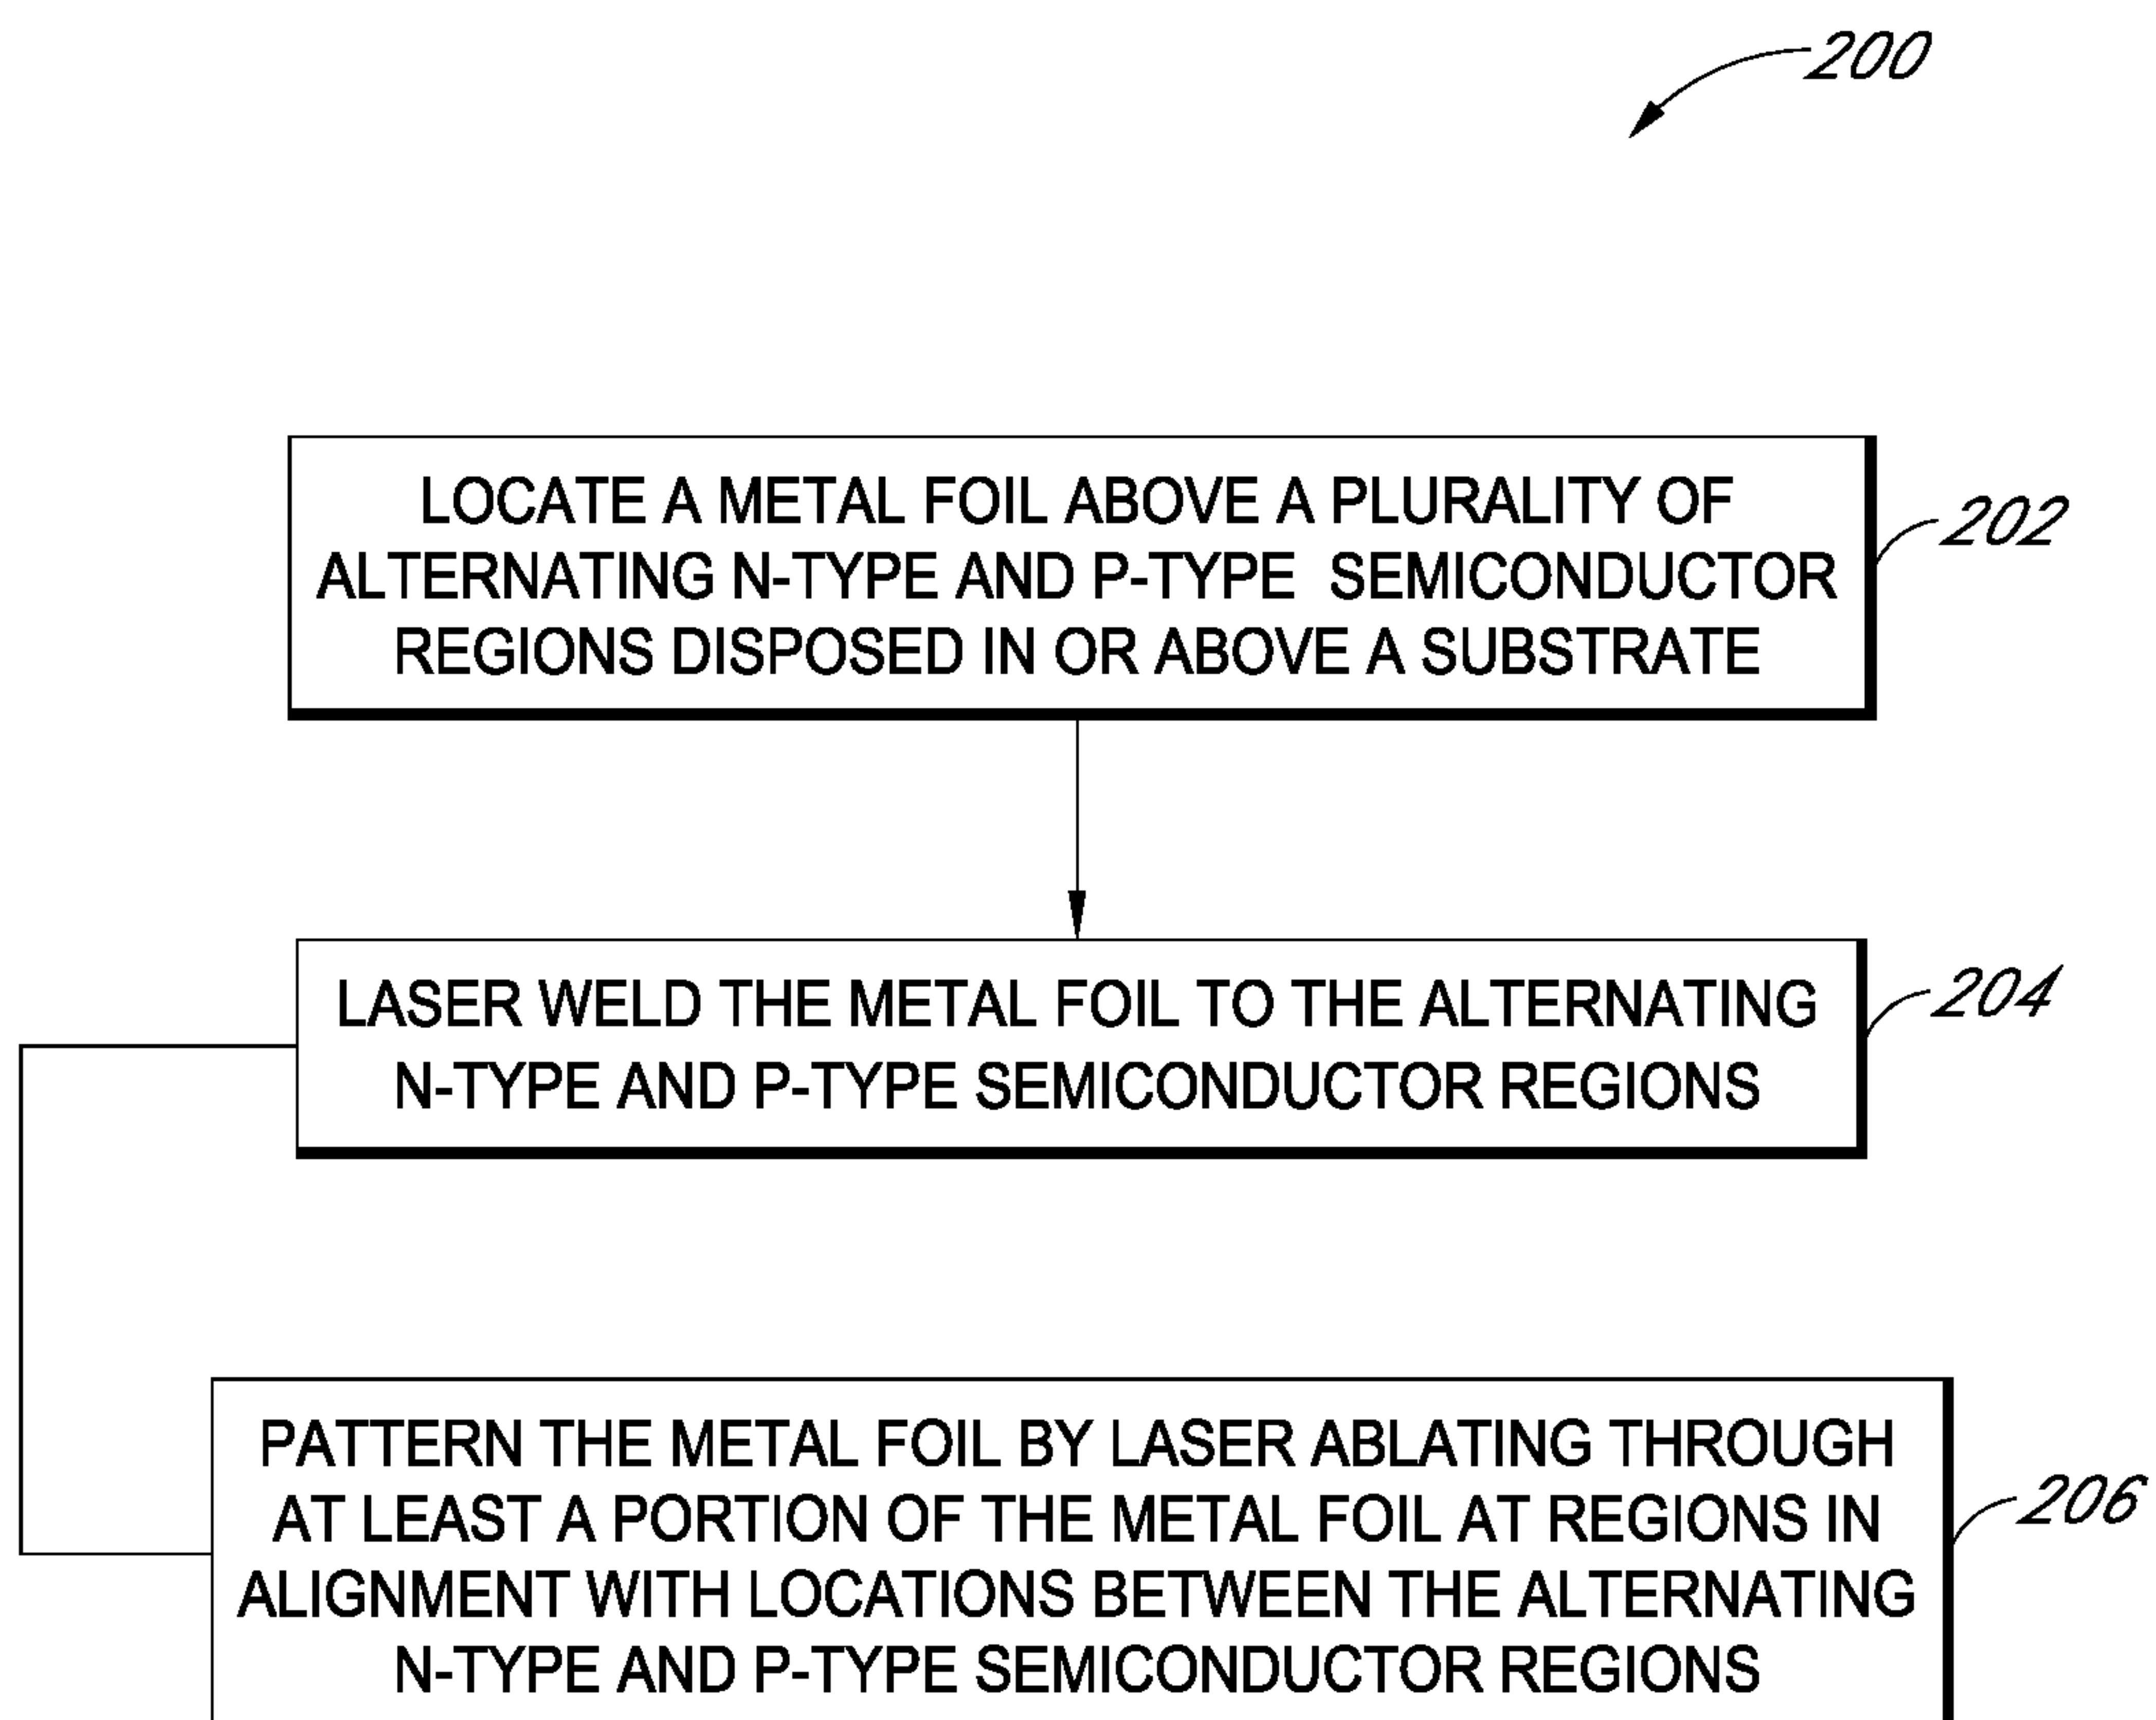 200
LOCATE A METAL FOIL ABOVE A PLURALITY OF
ALTERNATING N-TYPE AND P-TYPE SEMICONDUCTOR
REGIONS DISPOSED IN OR ABOVE A SUBSTRATE
202
LASER WELD THE METAL FOIL TO THE ALTERNATING
N-TYPE AND P-TYPE SEMICONDUCTOR REGIONS
204
PATTERN THE METAL FOIL BY LASER ABLATING THROUGH
AT LEAST A PORTION OF THE METAL FOIL AT REGIONS IN
ALIGNMENT WITH LOCATIONS BETWEEN THE ALTERNATING
N-TYPE AND P-TYPE SEMICONDUCTOR REGIONS
206